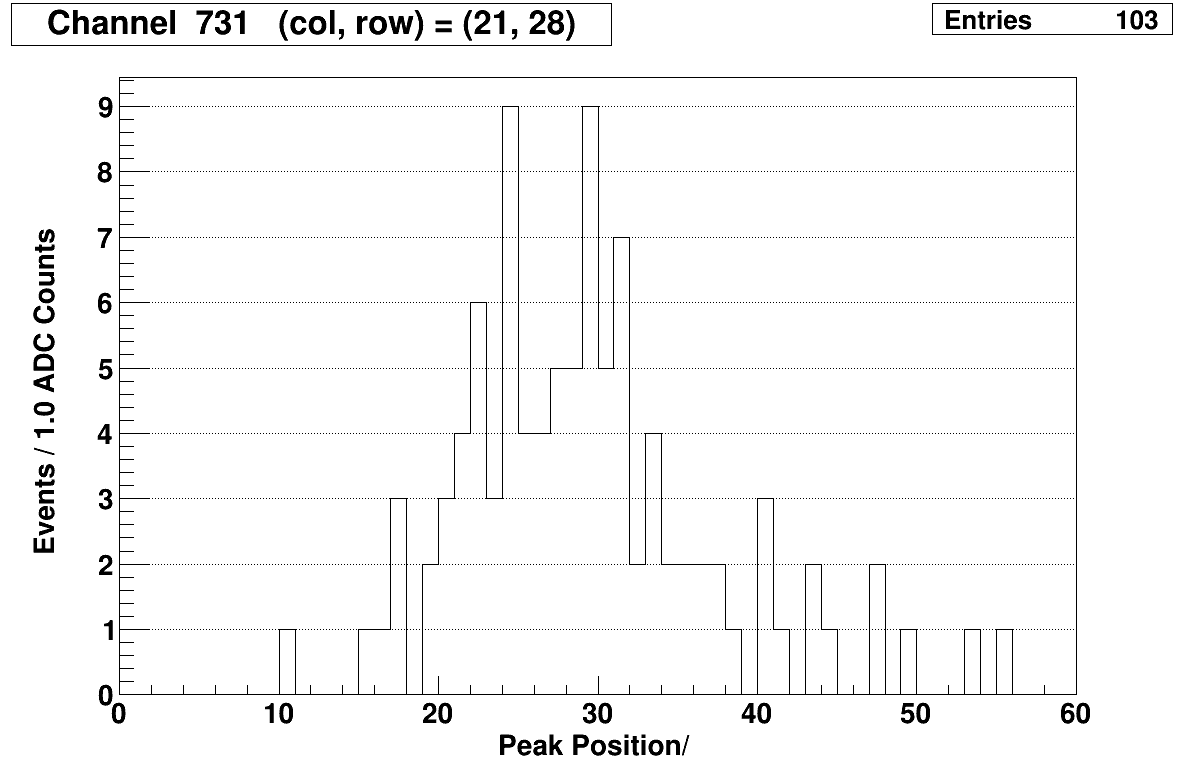 Channel 731 (col, row) = (21, 28)
Entries 103
Events / 1.0 ADC Counts
9
8
7
6
5
4
3
2
1
0
0 10 20 30 40 50 60
Peak Position/